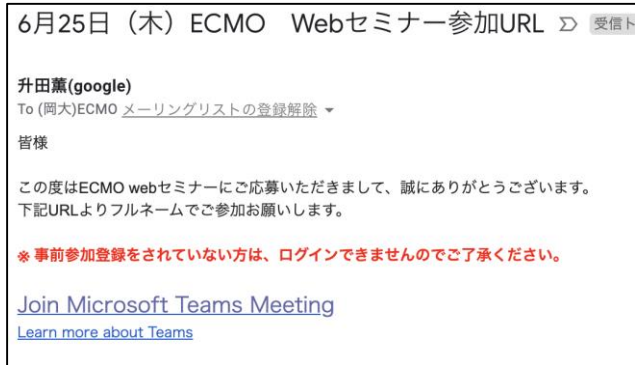 6月25日（木）ECMO　Webセミナー参加URL
升田薫(google)
To (岡大)ECMO メーリングリストの登録解除
皆様
この度はECMO webセミナーにご応募いただきまして、誠にありがとうございます。
下記URLよりフルネームでご参加お願いします。
※ 事前参加登録をされていない方は、ログインできませんのでご了承ください。
Join Microsoft Teams Meeting
Learn more about Teams